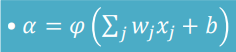 • α = φ(∑ⱼ wⱼxⱼ + b)